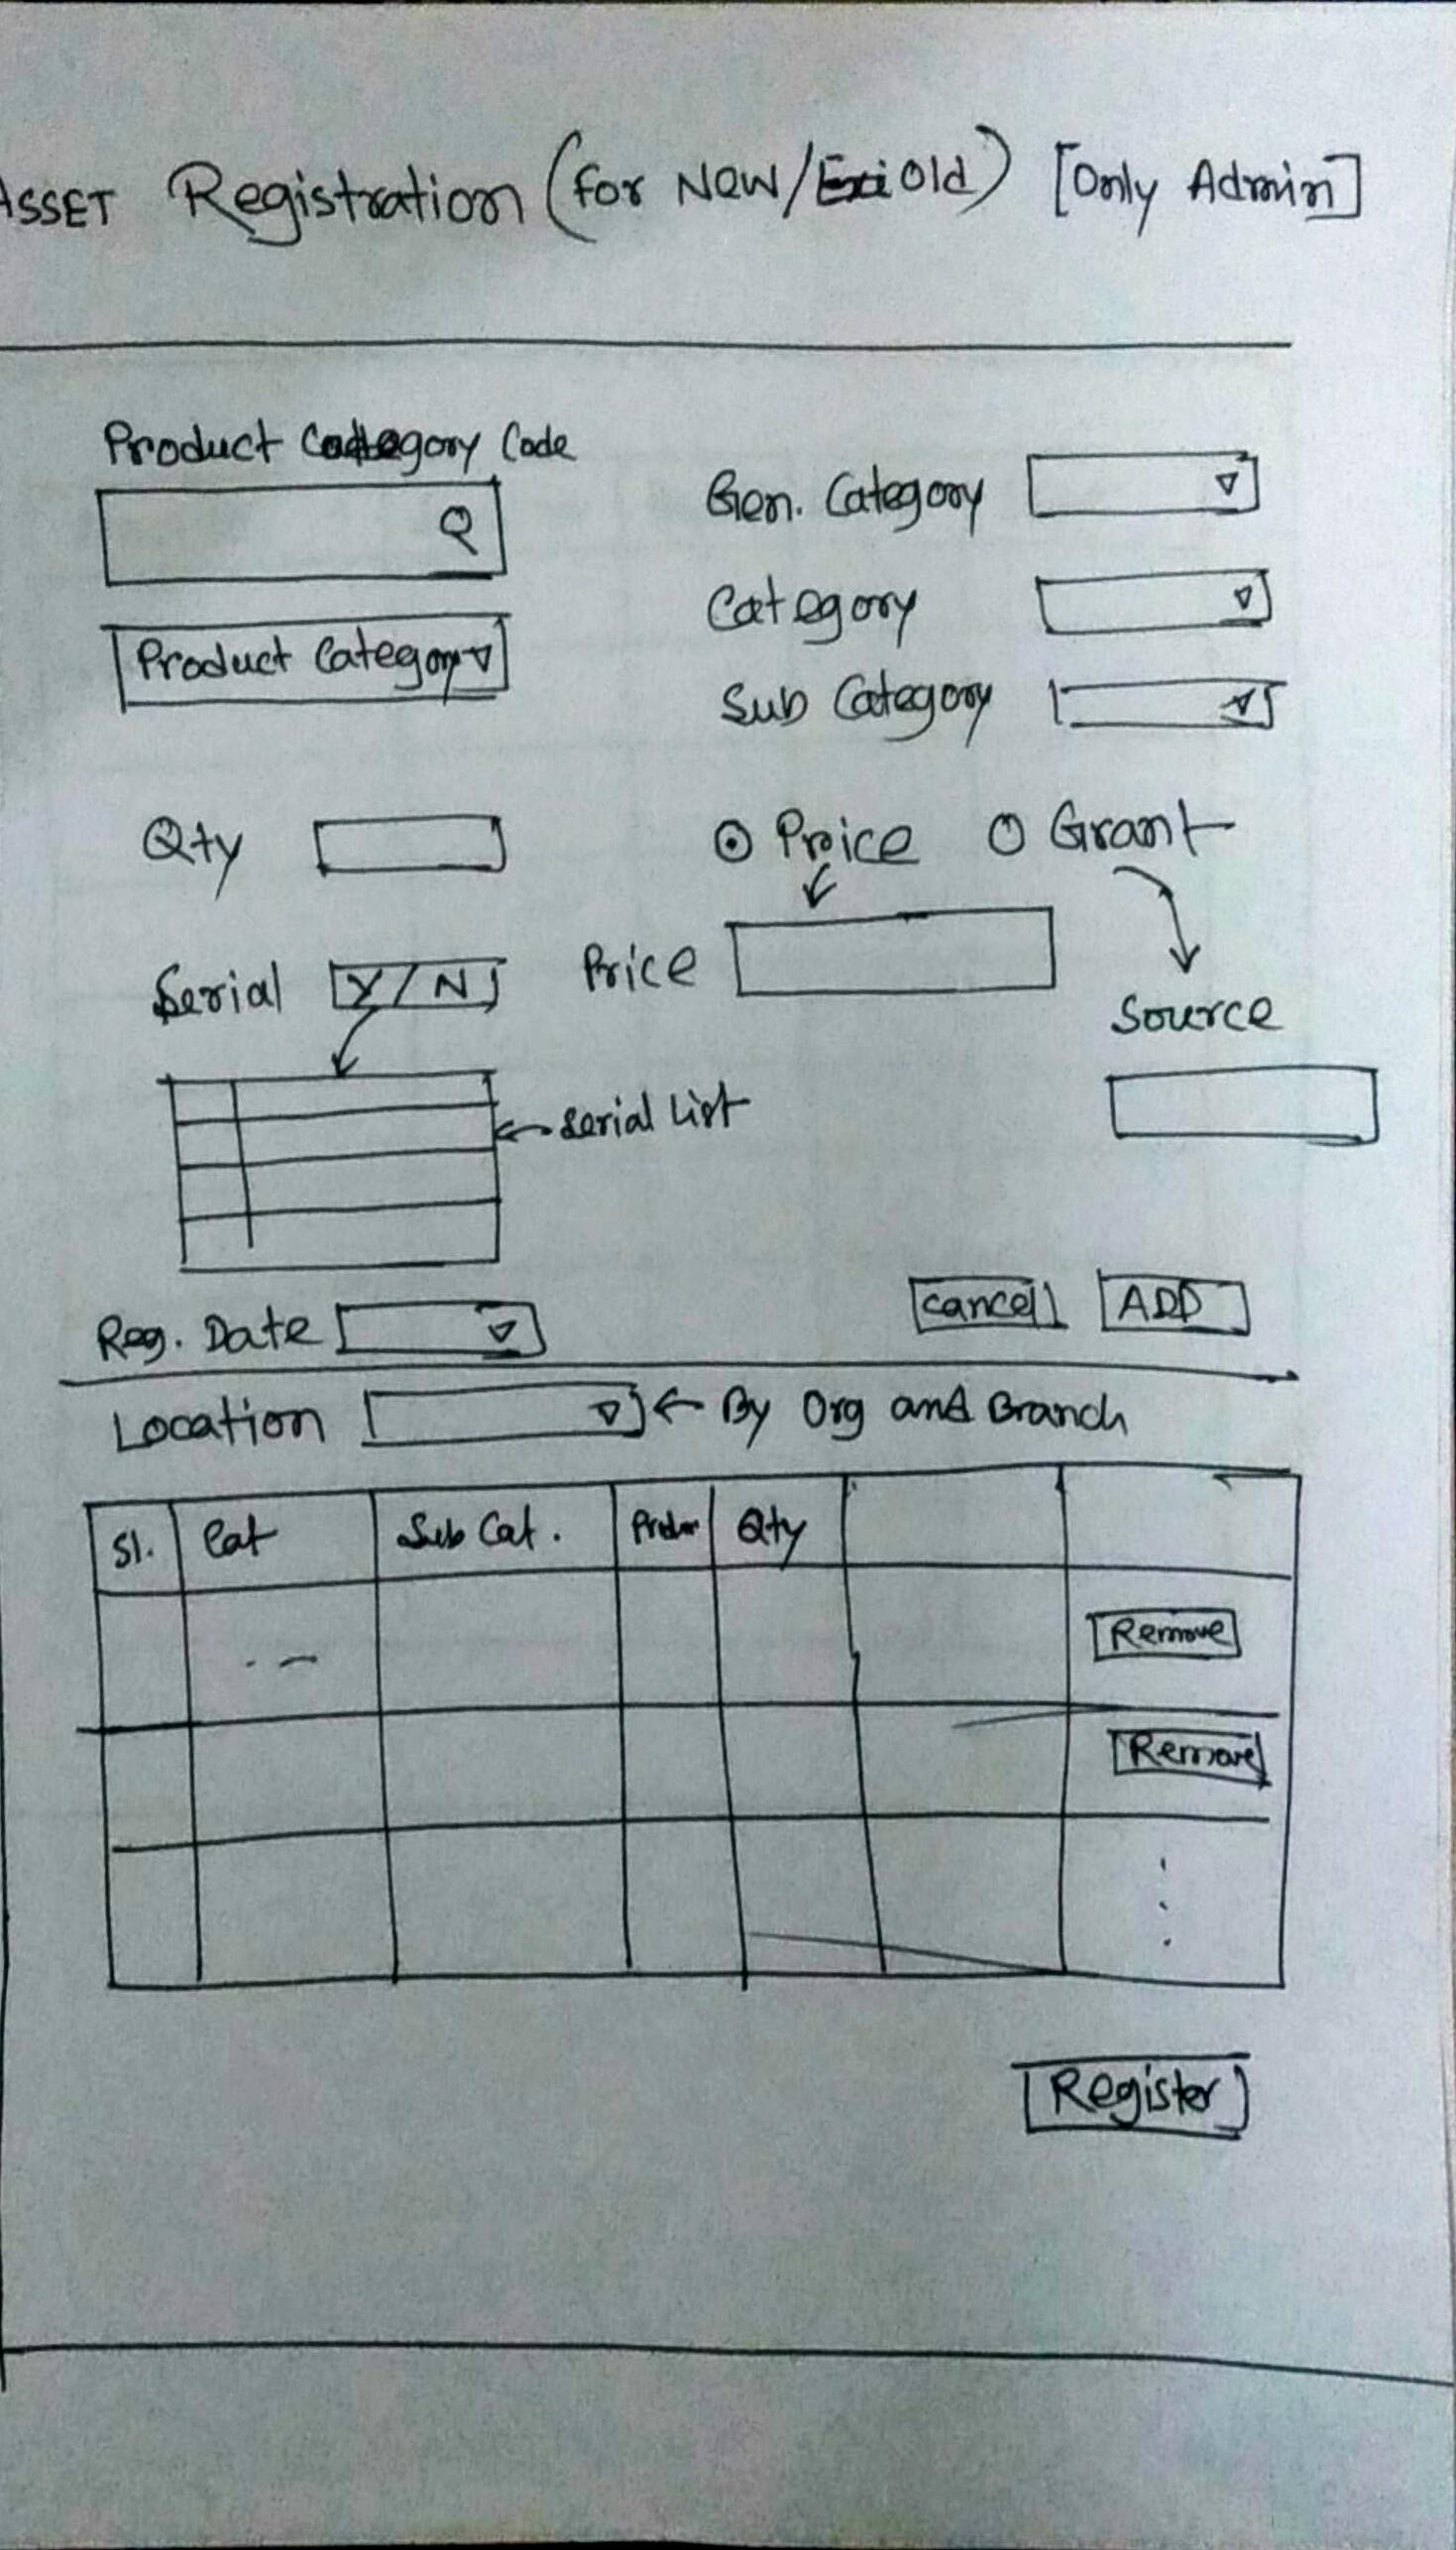 ASSET Registration (For New/Old) [Only Admin]
Product Category Code
Gen. Category
Category
Product Category
Sub Category
Qty
Price Grant
Serial Y/N
Price
Source
Serial List
Reg. Date
Cancel ADD
Location By Org and Branch
Sl. Cat Sub Cat. Qty
Remove
Remove
Register